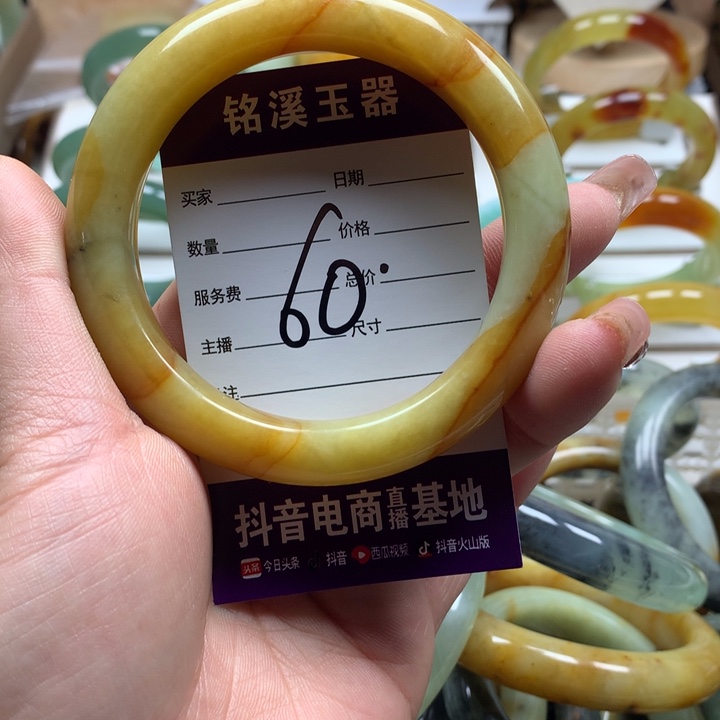 铭溪玉器
买家 日期
数量 价格
服务费 总价
主播 尺寸
注
60.
抖音电商直播基地
头条 今日头条 抖音 西瓜视频 抖音火山版